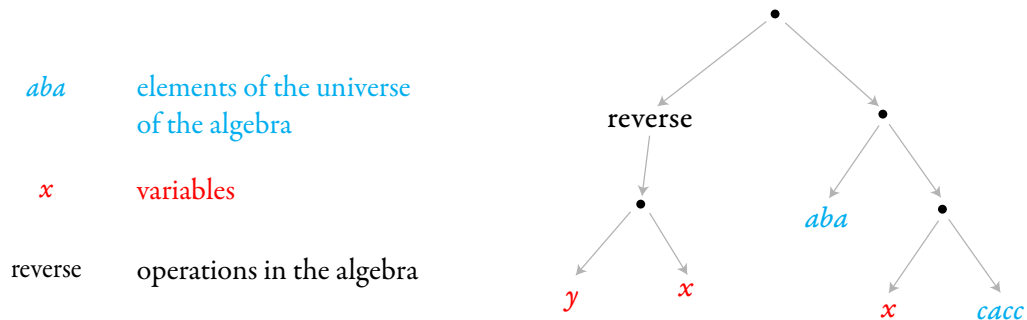 aba elements of the universe
of the algebra
x variables
reverse operations in the algebra
reverse
aba
y x
x cacc